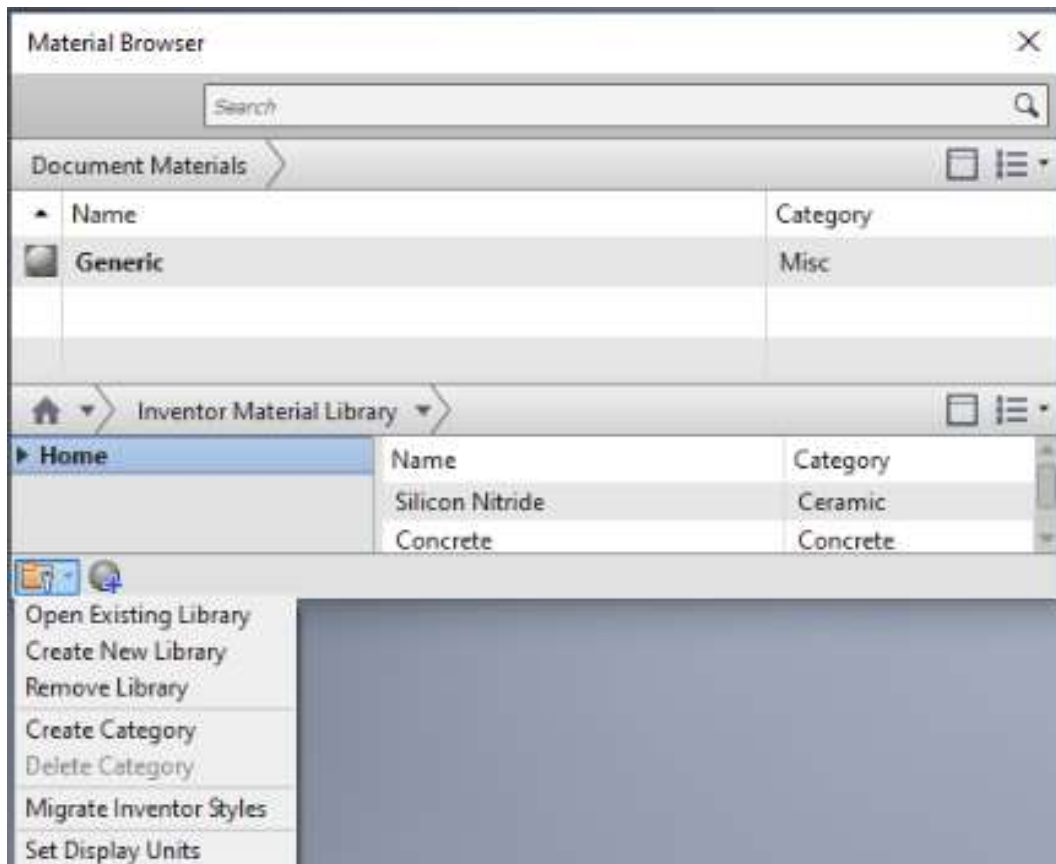 Material Browser
Search
Document Materials
Name Category
Generic Misc
Inventor Material Library
Home
Name Category
Silicon Nitride Ceramic
Concrete Concrete
Open Existing Library
Create New Library
Remove Library
Create Category
Delete Category
Migrate Inventor Styles
Set Display Units